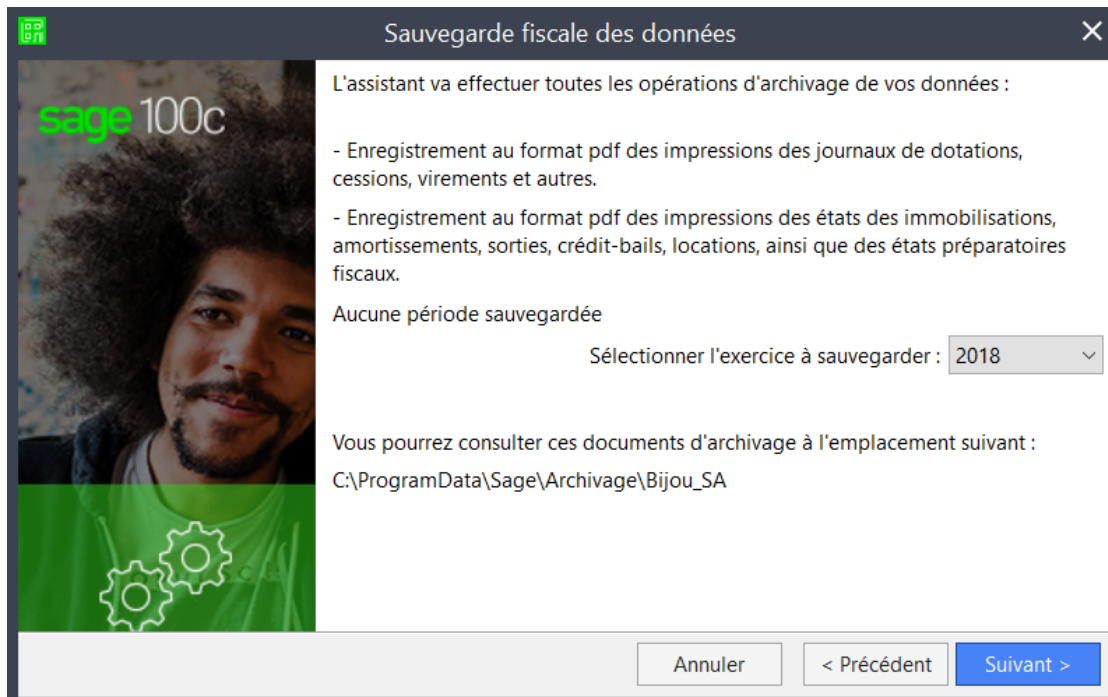 Sauvegarde fiscale des données
sage 100c
L'assistant va effectuer toutes les opérations d'archivage de vos données :
- Enregistrement au format pdf des impressions des journaux de dotations,
cessions, virements et autres.
- Enregistrement au format pdf des impressions des états des immobilisations,
amortissements, sorties, crédit-bails, locations, ainsi que des états préparatoires
fiscaux.
Aucune période sauvegardée
Sélectionner l'exercice à sauvegarder : 2018
Vous pourrez consulter ces documents d'archivage à l'emplacement suivant :
C:\ProgramData\Sage\Archivage\Bijou_SA
Annuler
< Précédent
Suivant >